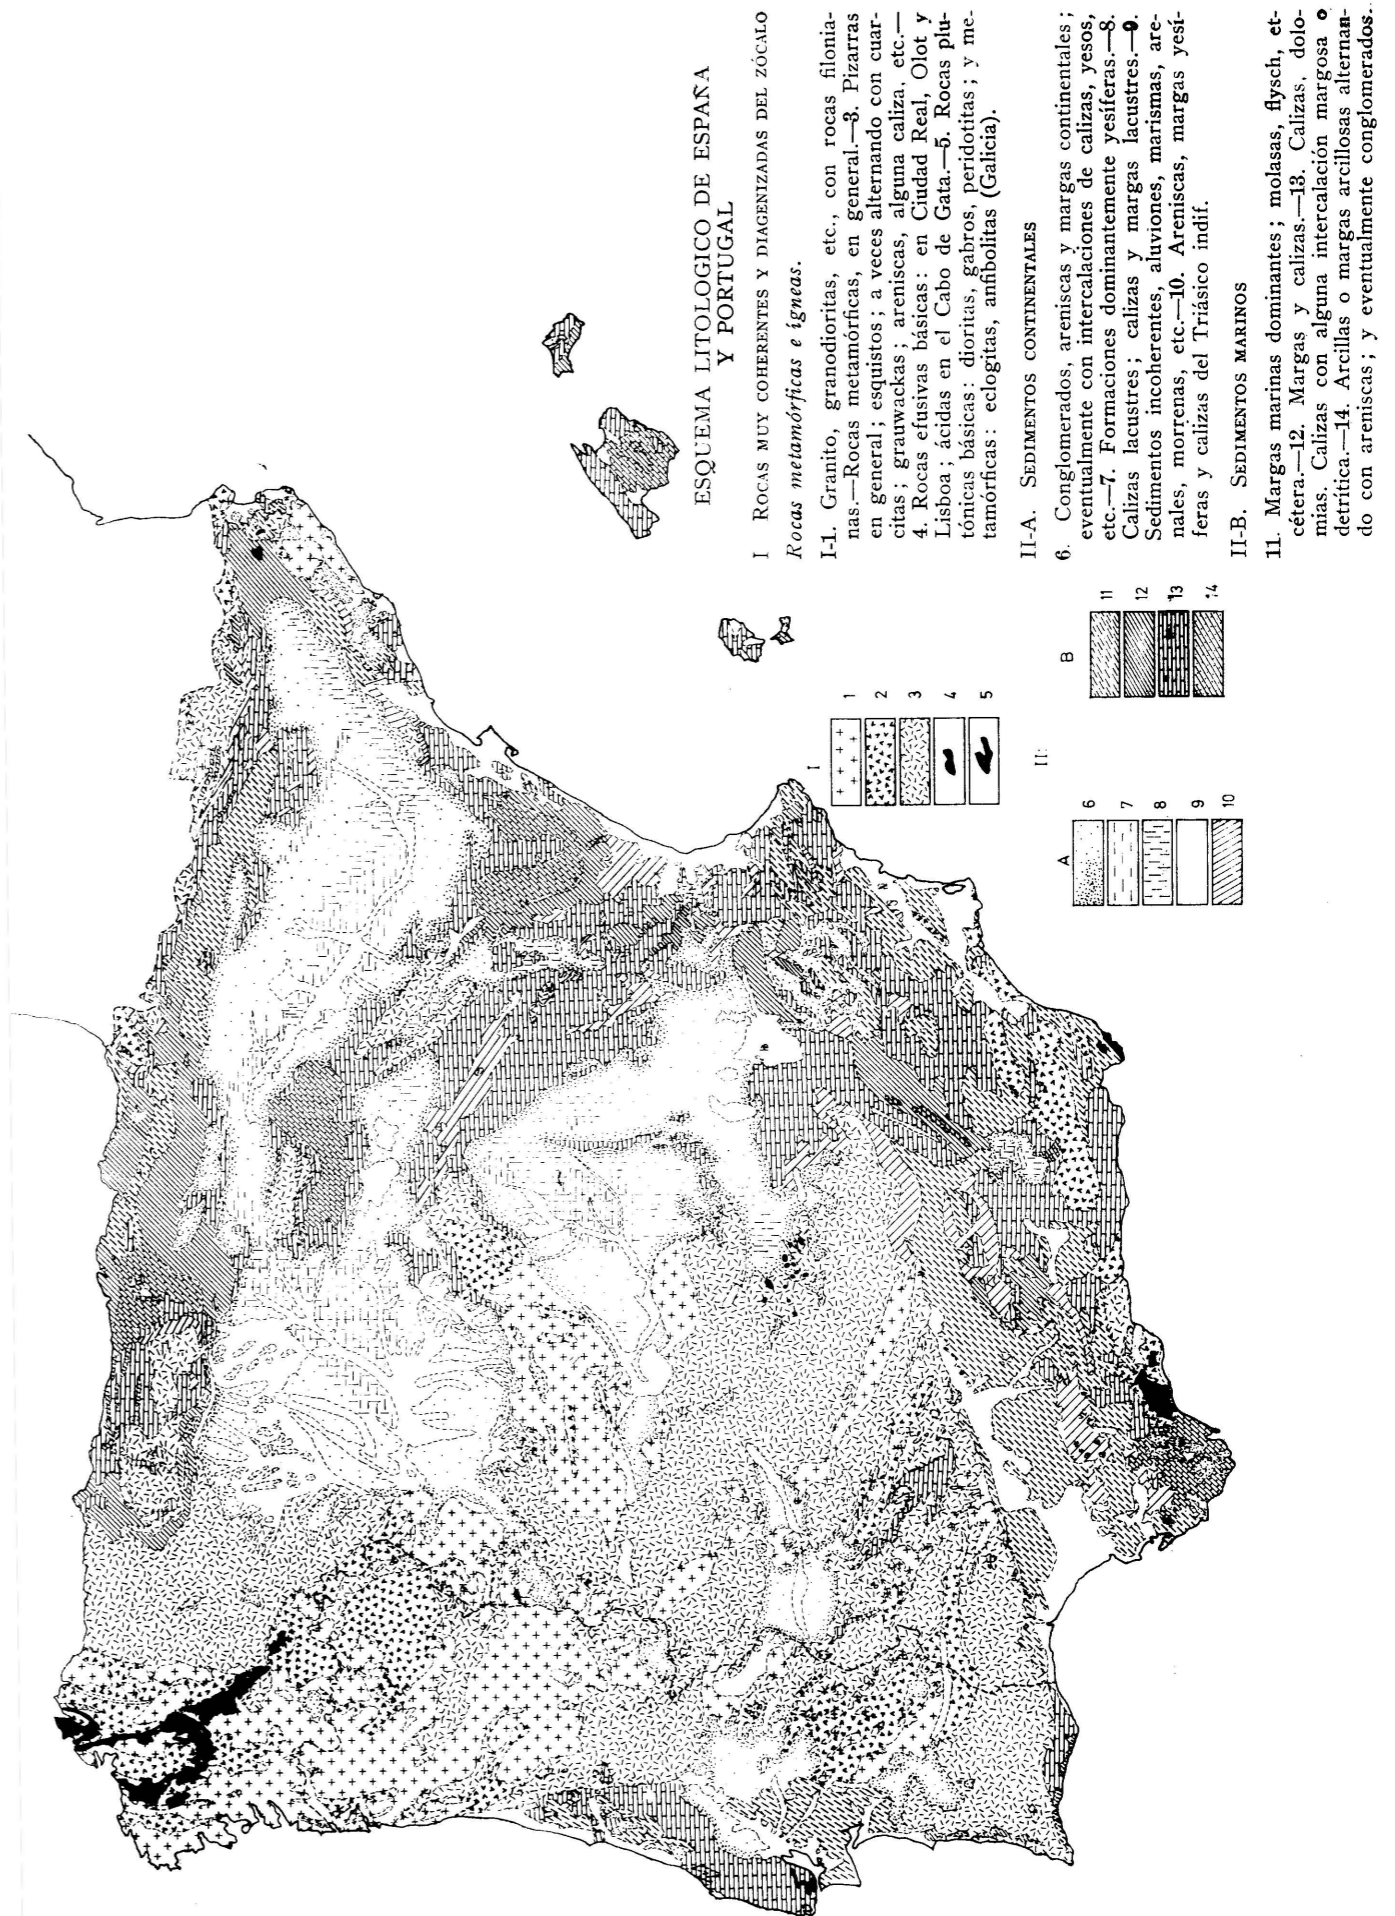 ESQUEMA LITOLOGICO DE ESPAÑA
Y PORTUGAL
I ROCAS MUY COHERENTES Y DIAGENIZADAS DEL ZÓCALO
Rocas metamórficas e ígneas.
I-1. Granito, granodioritas, etc., con rocas filonia-
nas.—Rocas metamórficas, en general.—3. Pizarras
en general; esquistos; a veces alternando con cuar-
citas; grauwackas; areniscas, alguna caliza, etc.—
4. Rocas efusivas básicas: en Ciudad Real, Olot y
Lisboa; ácidas en el Cabo de Gata.—5. Rocas plu-
tónicas básicas: dioritas, gabros, peridotitas; y me-
tamórficas: eclogitas, anfibolitas (Galicia).
II-A. SEDIMENTOS CONTINENTALES
6. Conglomerados, areniscas y margas continentales;
eventualmente con intercalaciones de calizas, yesos,
etc.—7. Formaciones dominantemente yesíferas.—8.
Calizas lacustres; calizas y margas lacustres.—9.
Sedimentos incoherentes, aluviones, marismas, are-
nales, morrenas, etc.—10. Areniscas, margas yesí-
feras y calizas del Triásico indif.
II-B. SEDIMENTOS MARINOS
11. Margas marinas dominantes; molasas, flysch, et-
cétera.—12. Margas y calizas.—13. Calizas, dolo-
mias. Calizas con alguna intercalación margosa o
detrítica.—14. Arcillas o margas arcillosas alternan-
do con areniscas; y eventualmente conglomerados.
I
1
2
3
4
5
II
A
6
7
8
9
10
B
11
12
13
14